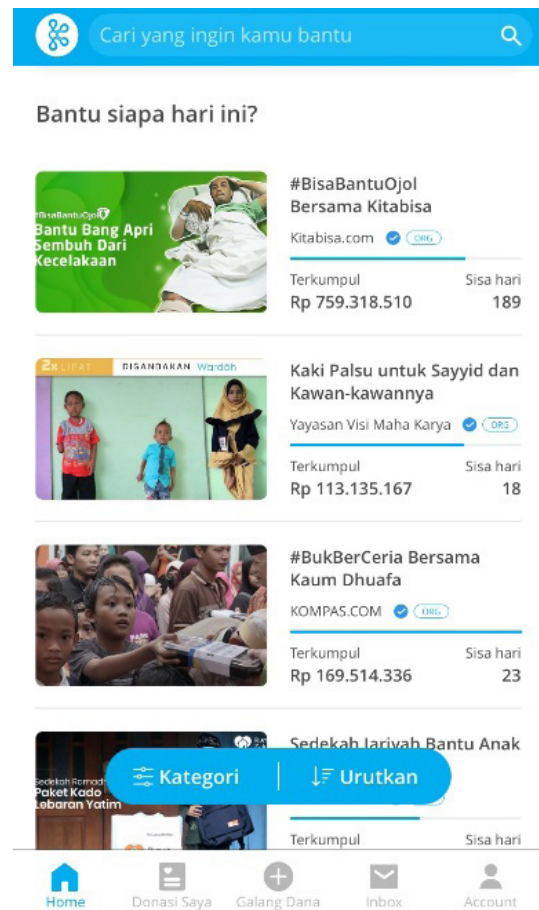 Cari yang ingin kamu bantu
Bantu siapa hari ini?
#BisaBantuOjol
Bantu Bang Apri
Sembuh Dari
Kecelakaan
#BisaBantuOjol
Bersama Kitabisa
Kitabisa.com ORG
Terkumpul Sisa hari
Rp 759.318.510 189
2x LIPAT DISANDAKAN Wardah
Kaki Palsu untuk Sayyid dan
Kawan-kawannya
Yayasan Visi Maha Karya ORG
Terkumpul Sisa hari
Rp 113.135.167 18
#BukBerCeria Bersama
Kaum Dhuafa
KOMPAS.COM ORG
Terkumpul Sisa hari
Rp 169.514.336 23
Sedekah Ramad
Paket Kado
Lebaran Yatim
Sedekah Jariyah Bantu Anak
Kategori Urutkan
Terkumpul Sisa hari
Home Donasi Saya Galang Dana Inbox Account